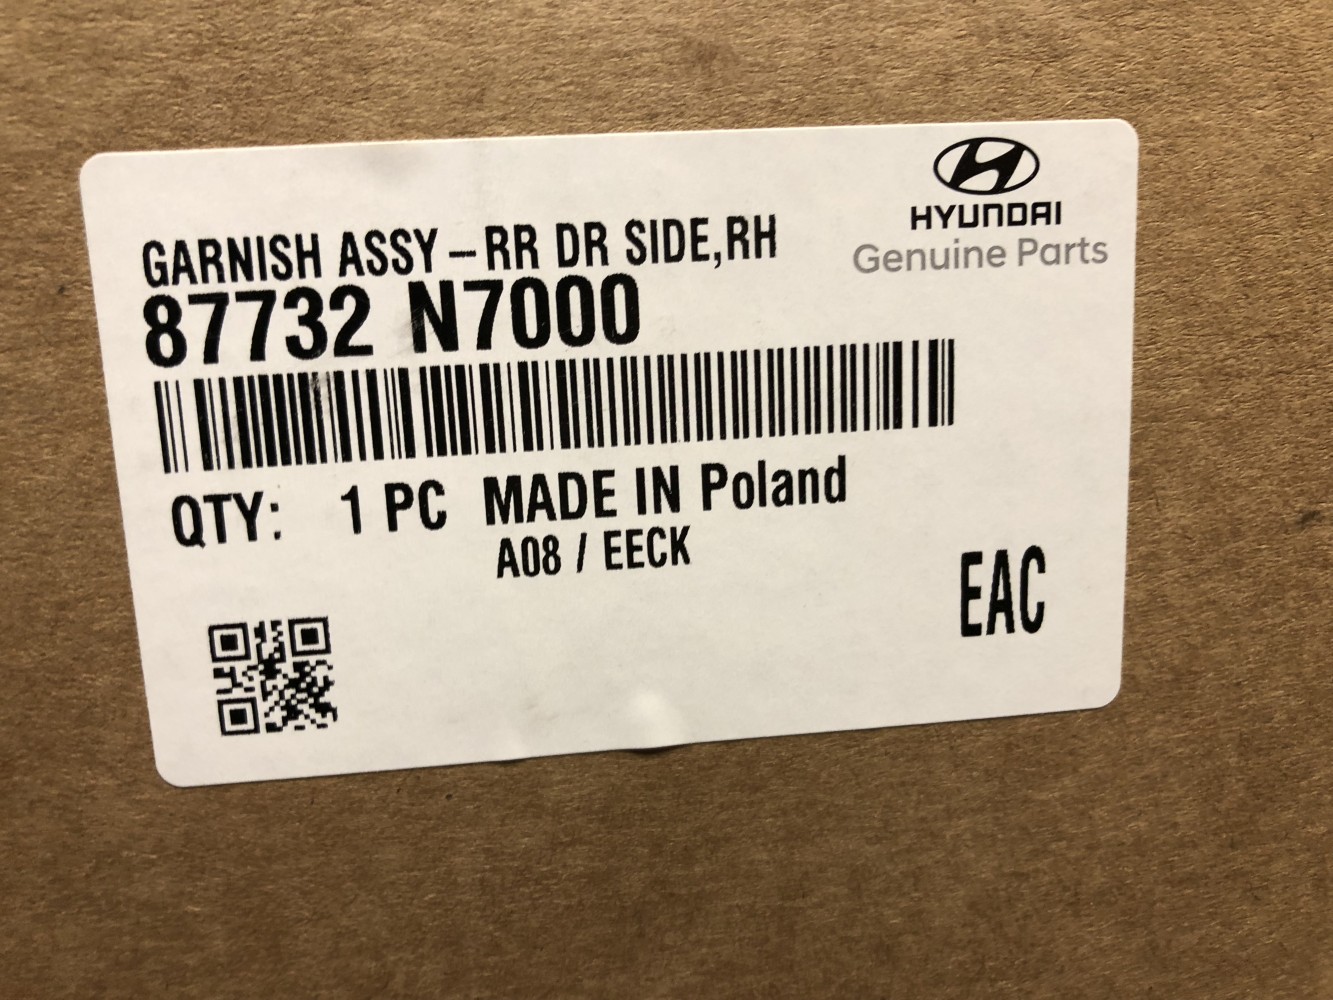 HYUNDAI
Genuine Parts
GARNISH ASSY-RR DR SIDE,RH
87732 N7000
QTY: 1 PC MADE IN Poland
A08 / EECK
EAC